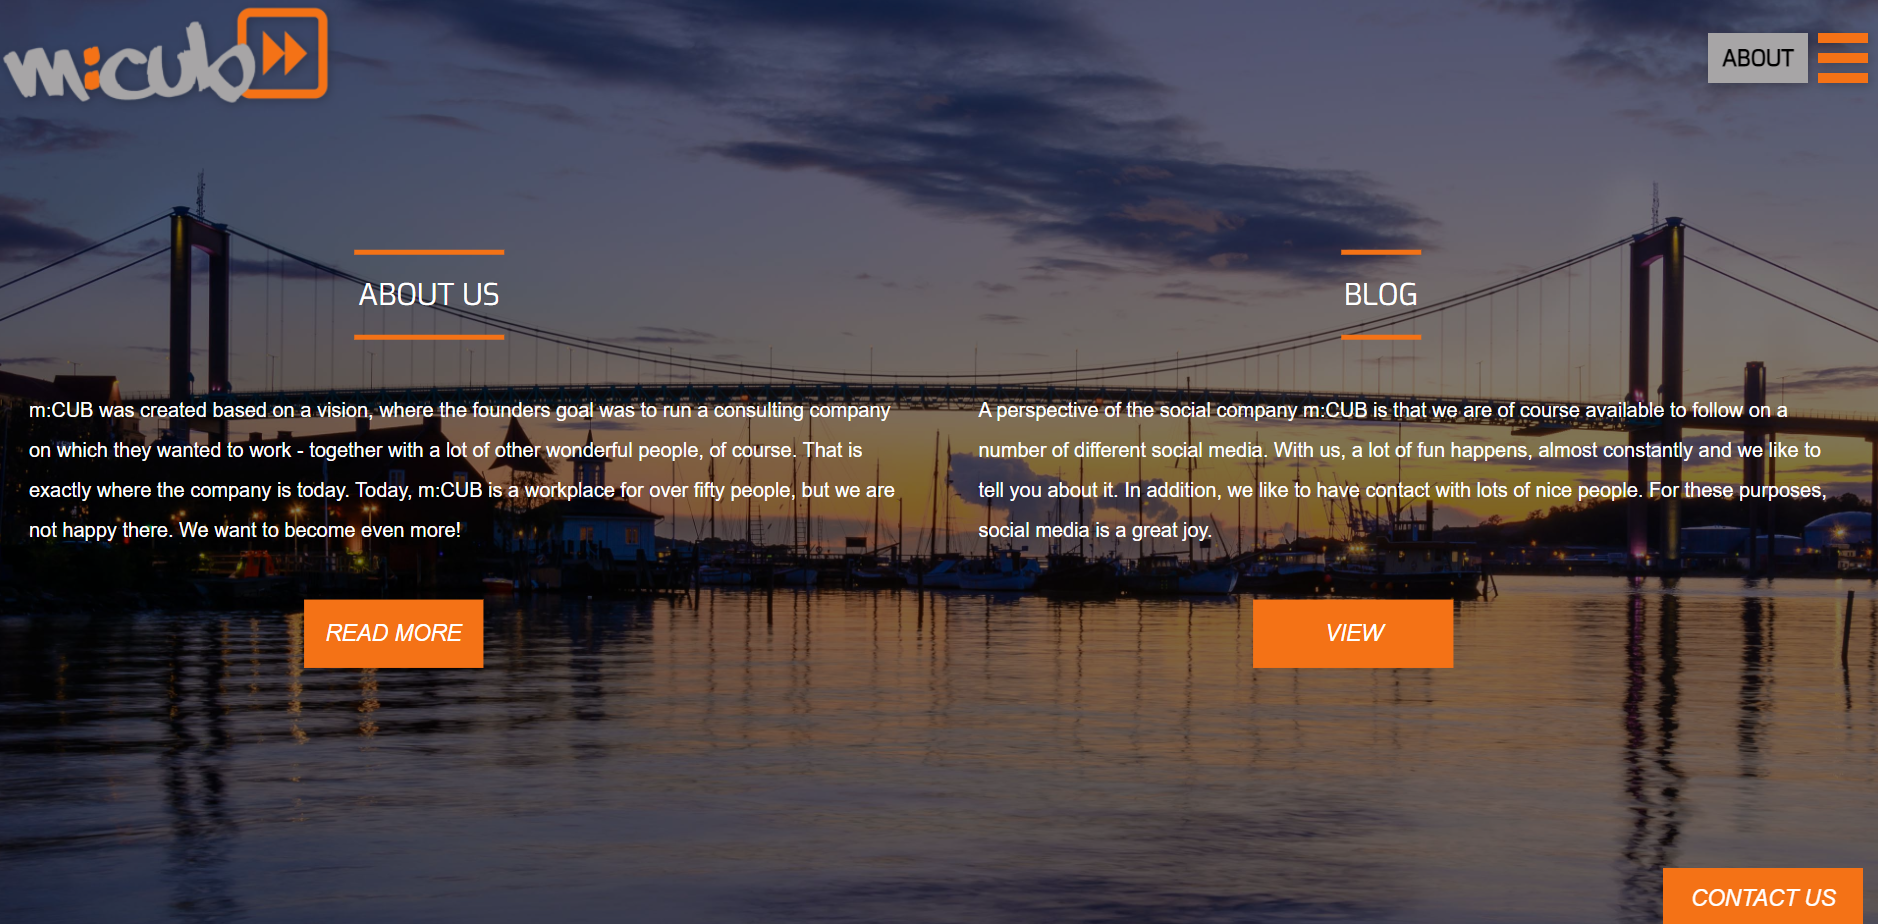 m:cub
ABOUT
ABOUT US
m:CUB was created based on a vision, where the founders goal was to run a consulting company
on which they wanted to work - together with a lot of other wonderful people, of course. That is
exactly where the company is today. Today, m:CUB is a workplace for over fifty people, but we are
not happy there. We want to become even more!
READ MORE
BLOG
A perspective of the social company m:CUB is that we are of course available to follow on a
number of different social media. With us, a lot of fun happens, almost constantly and we like to
tell you about it. In addition, we like to have contact with lots of nice people. For these purposes,
social media is a great joy.
VIEW
CONTACT US